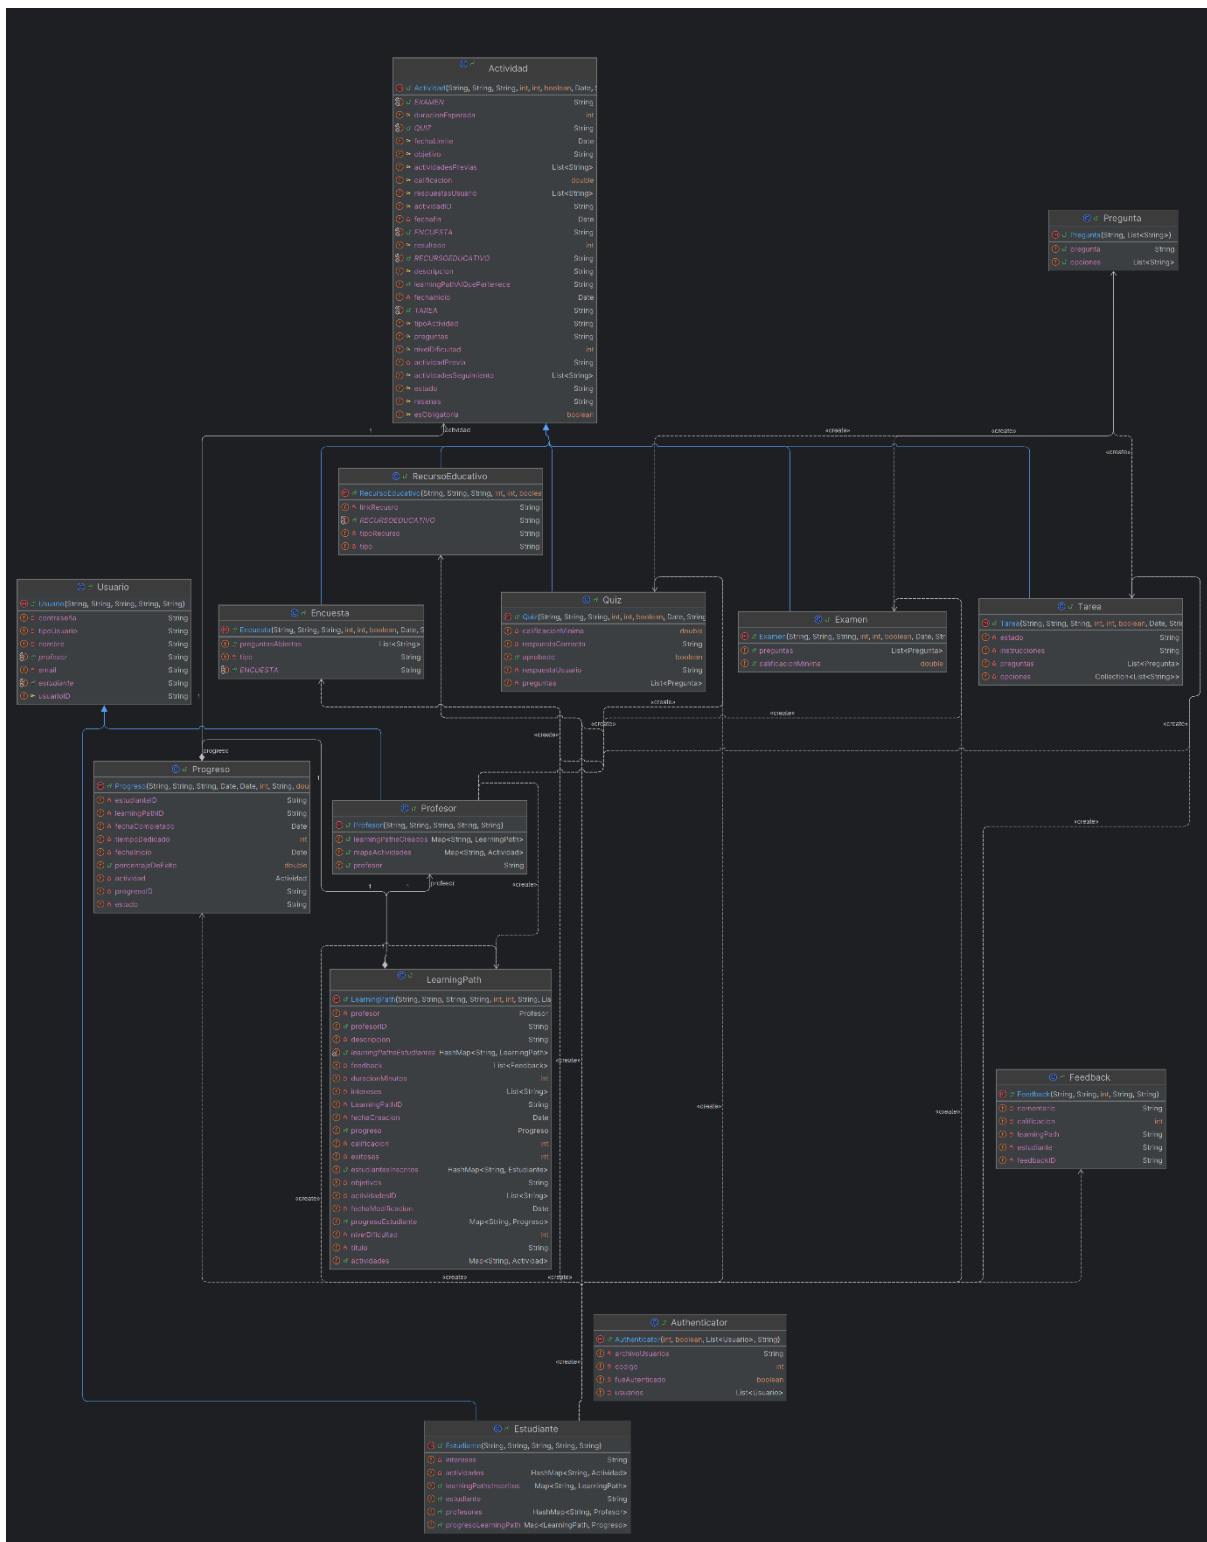 Actividad
Actividad(String, String, String, int, int, boolean, Date, S
EXAMEN String
duracionEsperada int
QUIZ String
fechaLimite Date
objetivo String
actividadesPrevias List<String>
calificacion double
respuestasUsuario List<String>
actividadID String
fechaFin Date
ENCUESTA String
resultado int
RECURSOEDUCATIVO String
descripcion String
learningPathAlQuePertenece String
fechaInicio Date
TAREA String
tipoActividad String
preguntas String
nivelDificultad int
actividadPrevia String
actividadesSeguimiento List<String>
estado String
resenas String
esObligatoria boolean
Pregunta
Pregunta(String, List<String>)
pregunta String
opciones List<String>
1
actividad
«create»
«create»
«create»
«create»
RecursoEducativo
RecursoEducativo(String, String, String, int, int, boolea
linkRecusro String
RECURSOEDUCATIVO String
tipoRecurso String
tipo String
Usuario
Usuario(String, String, String, String, String)
contraseña String
tipoUsuario String
nombre String
profesor String
email String
estudiante String
usuarioID String
Encuesta
Encuesta(String, String, String, int, int, boolean, Date, S
preguntasAbiertas List<String>
tipo String
ENCUESTA String
Quiz
Quiz(String, String, String, int, int, boolean, Date, String
calificacionMinima double
respuestaCorrecta String
aprobado boolean
respuestaUsuario String
preguntas List<Pregunta>
Examen
Examen(String, String, String, int, int, boolean, Date, Str
preguntas List<Pregunta>
calificacionMinima double
Tarea
Tarea(String, String, String, int, int, boolean, Date, Stri
estado String
instrucciones String
preguntas List<Pregunta>
opciones Collection<List<String>>
1
«create»
«create»
«create»
«create»
progreso
1
Progreso
Progreso(String, String, String, Date, Date, int, String, dou
estudianteID String
learningPathID String
fechaCompletado Date
tiempoDedicado int
fechaInicio Date
porcentajeDeExito double
actividad Actividad
progresoID String
estado String
Profesor
Profesor(String, String, String, String, String)
learningPathsCreados Map<String, LearningPath>
mapaActividades Map<String, Actividad>
profesor String
«create»
1
profesor
«create»
LearningPath
LearningPath(String, String, String, String, int, int, String, Lis
profesor Profesor
profesorID String
descripcion String
learningPathsEstudiantes HashMap<String, LearningPath>
feedback List<Feedback>
duracionMinutos int
intereses List<String>
LearningPathID String
fechaCreacion Date
progreso Progreso
calificacion int
exitosas int
estudiantesInscritos HashMap<String, Estudiante>
objetivos String
actividadesID List<String>
fechaModificacion Date
progresoEstudiante Map<String, Progreso>
nivelDificultad int
titulo String
actividades Map<String, Actividad>
«create»
«create»
«create»
«create»
Feedback
Feedback(String, String, int, String, String)
comentario String
calificacion int
learningPath String
estudiante String
feedbackID String
«create»
«create»
Authenticator
Authenticator(int, boolean, List<Usuario>, String)
archivoUsuarios String
codigo int
fueAutenticado boolean
usuarios List<Usuario>
«create»
Estudiante
Estudiante(String, String, String, String, String)
intereses String
actividades HashMap<String, Actividad>
learningPathsInscritos Map<String, LearningPath>
estudiante String
profesores HashMap<String, Profesor>
progresoLearningPath Map<LearningPath, Progreso>